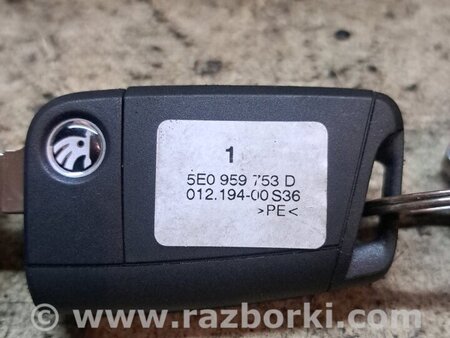 1
5E0 959 753 D
012.194-00 S36
>PE<
© www.razborki.com